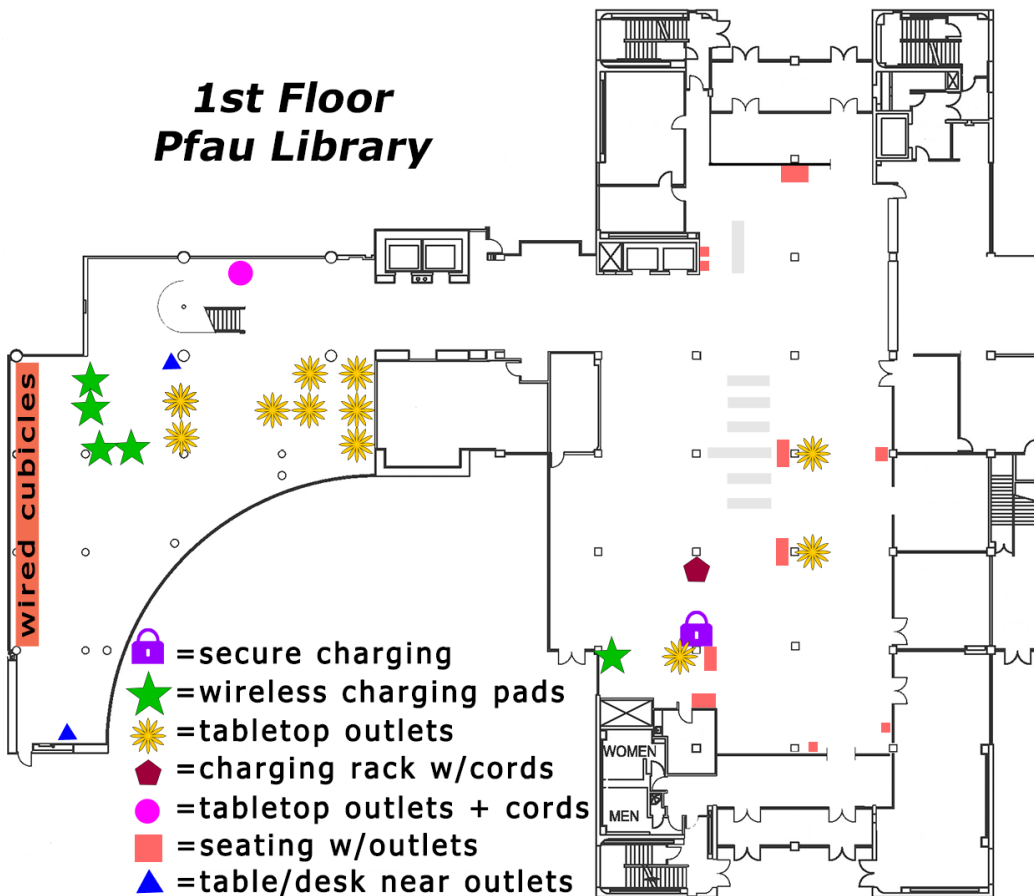 1st Floor
Pfau Library
wired cubicles
=secure charging
=wireless charging pads
=tabletop outlets
=charging rack w/cords
=tabletop outlets + cords
=seating w/outlets
=table/desk near outlets
WOMEN
MEN